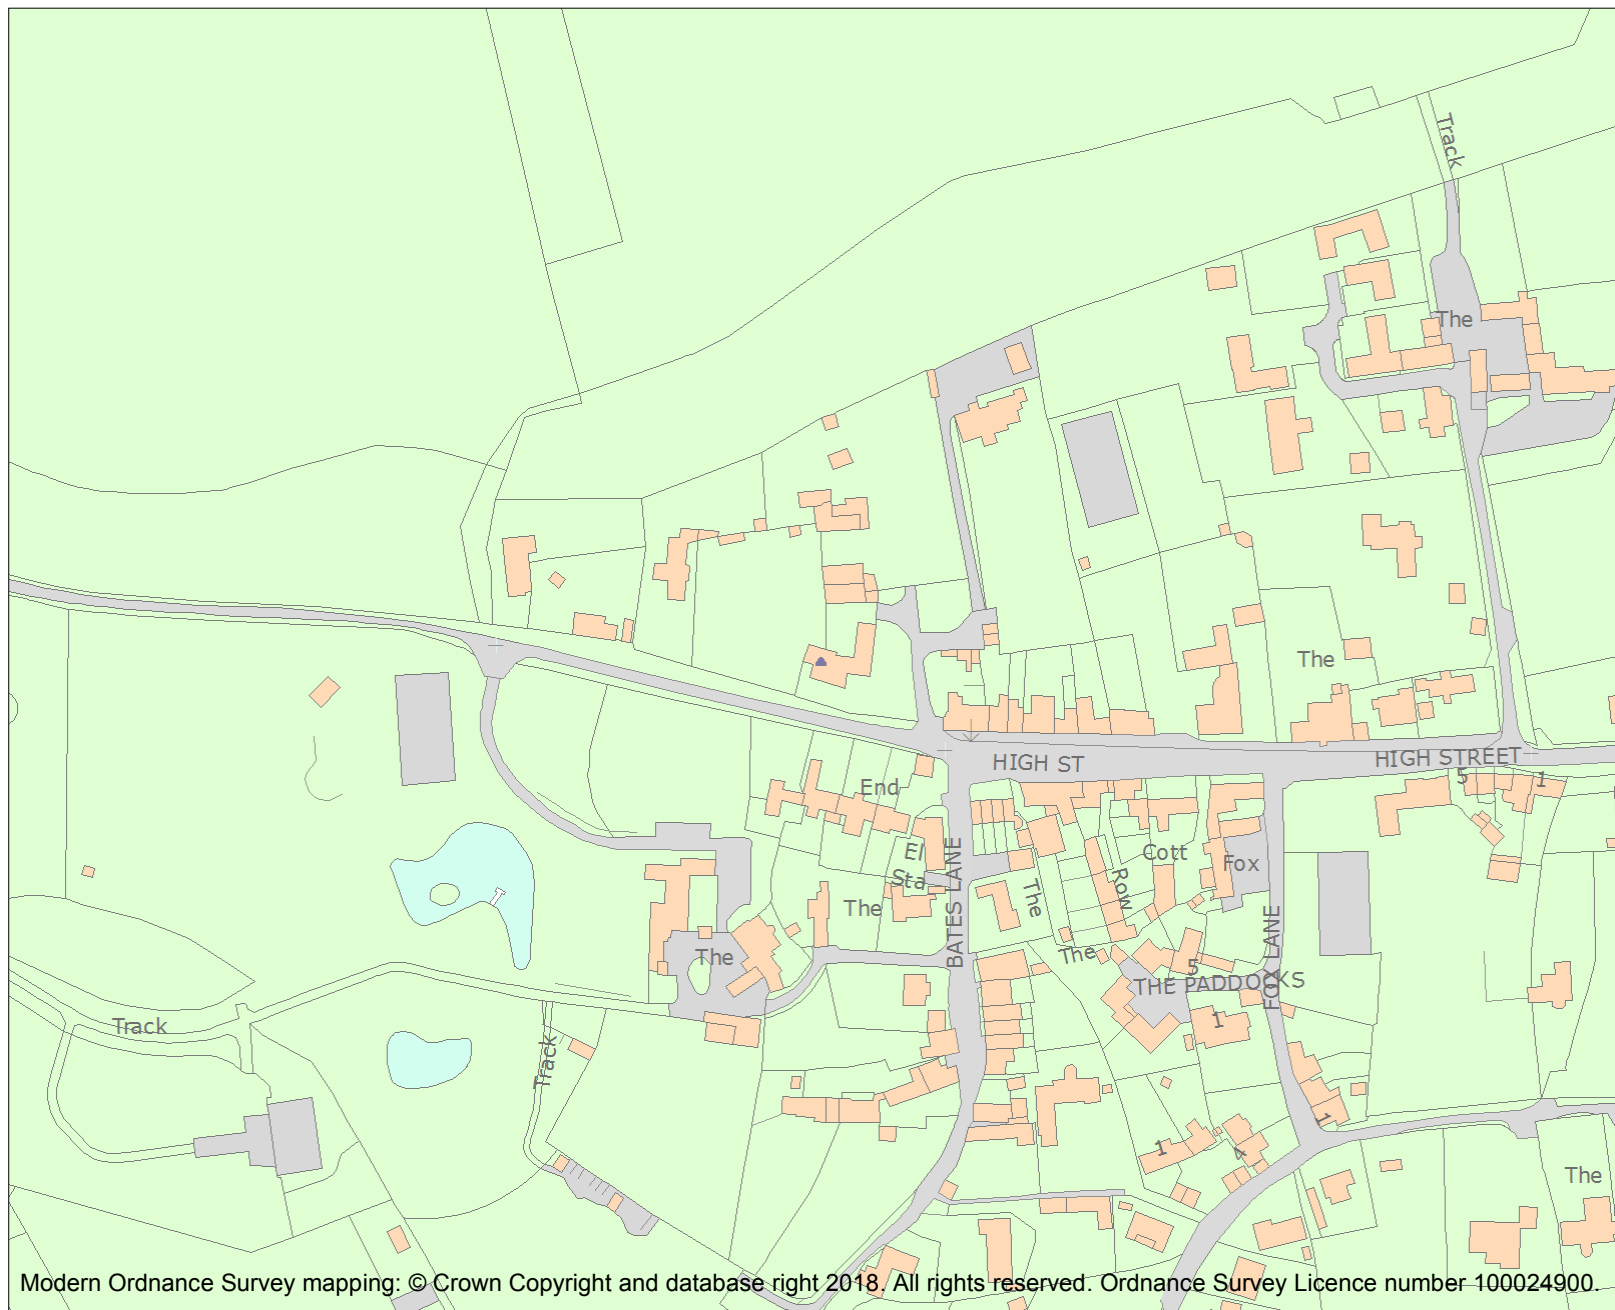 Track
The
The
HIGH ST
HIGH STREET
5
1
End
El
Sta
BATES LANE
Cott
Fox
The
Row
The
The
The
The
5
THE PADDOCKS
FOX LANE
1
Track
Track
1
1
4
The
Modern Ordnance Survey mapping: © Crown Copyright and database right 2018. All rights reserved. Ordnance Survey Licence number 100024900.